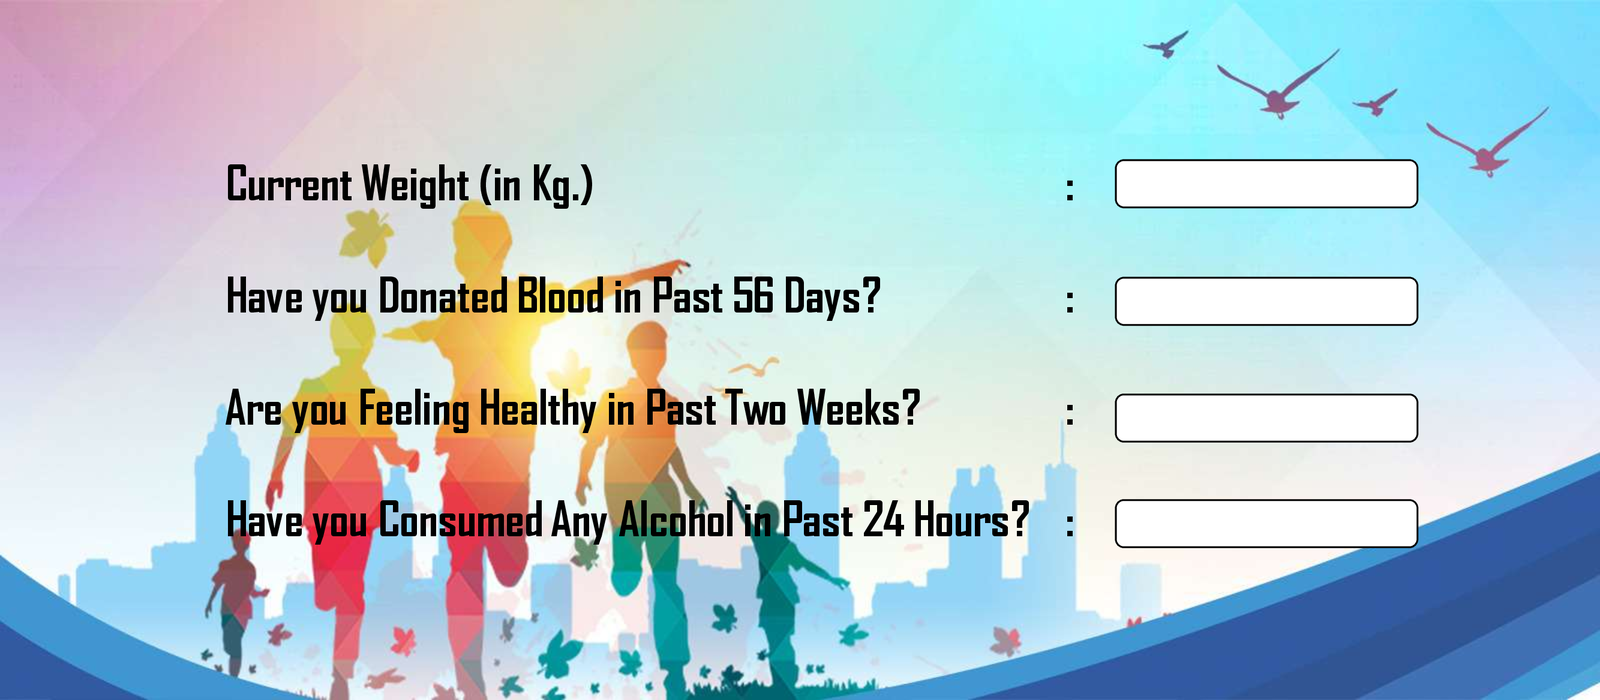 Current Weight (in Kg.) :
Have you Donated Blood in Past 56 Days? :
Are you Feeling Healthy in Past Two Weeks? :
Have you Consumed Any Alcohol in Past 24 Hours? :